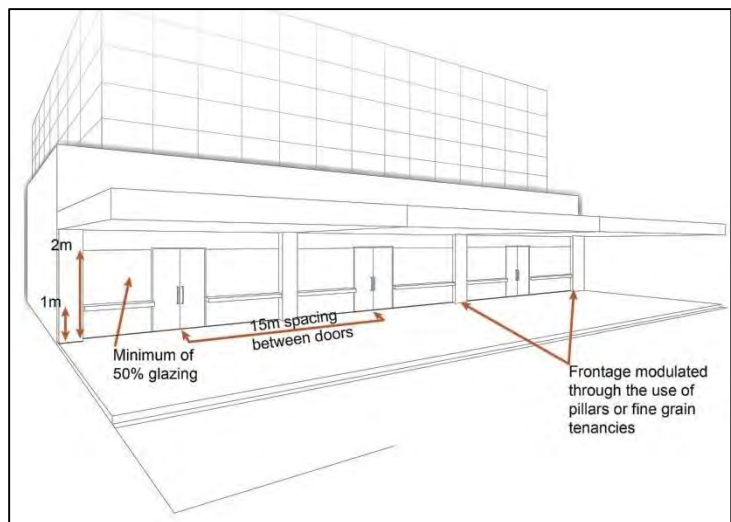 2m
1m
15m spacing
between doors
Minimum of
50% glazing
Frontage modulated
through the use of
pillars or fine grain
tenancies